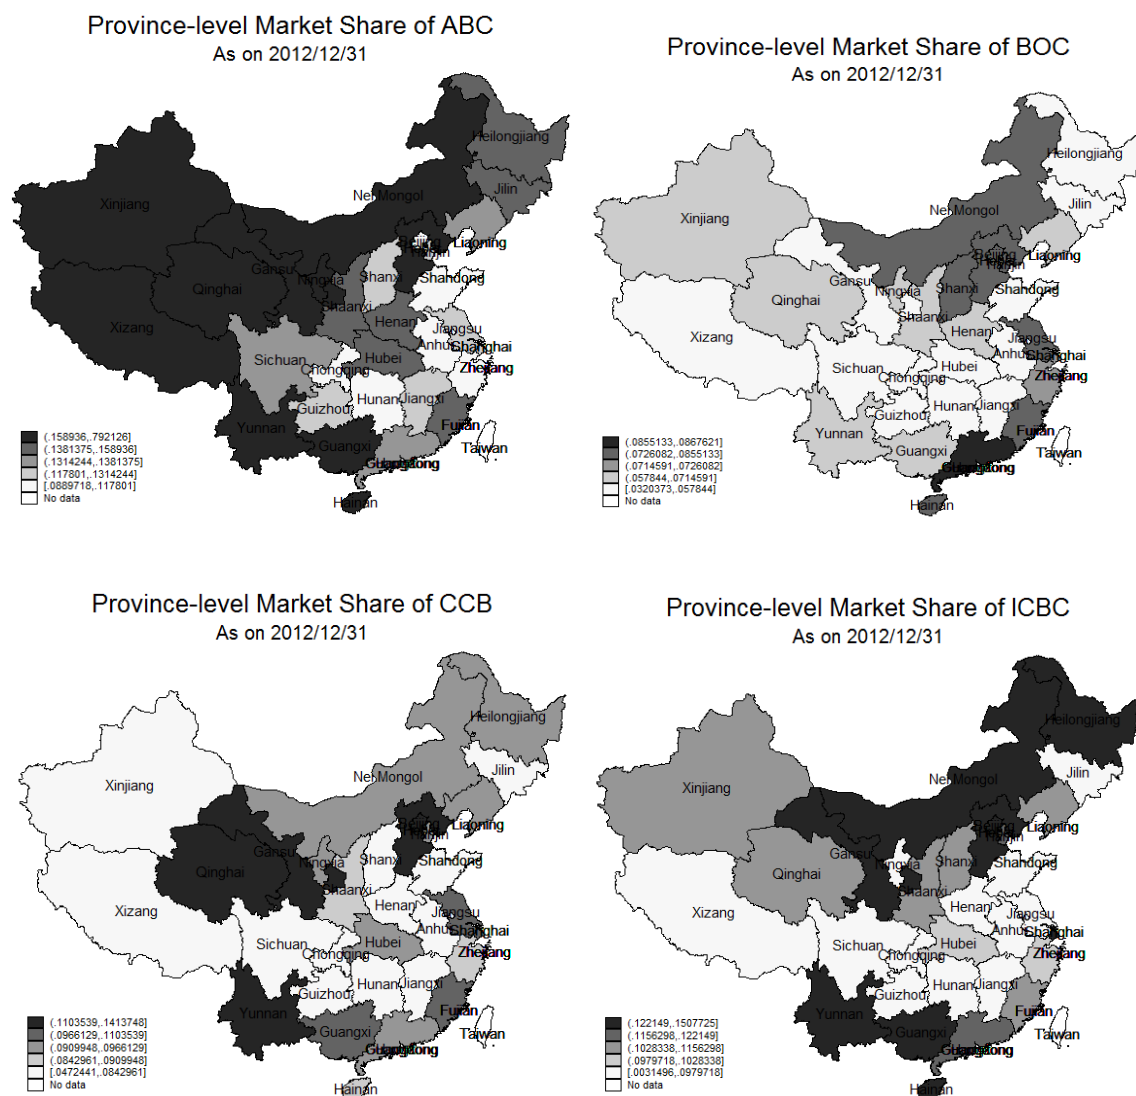 Province-level Market Share of ABC
As on 2012/12/31
Heilongjiang
Jilin
Nei Mongol
Xinjiang
Beijing
Liaoning
Gansu
Shandong
Ningxia
Shanxi
Qinghai
Shaanxi
Xizang
Henan
Jiangsu
Anhui
Shanghai
Sichuan
Hubei
Chongqing
Zhejiang
Hunan
Jiangxi
Guizhou
Yunnan
Fujian
Guangxi
Taiwan
Hainan
(.158936,.792126]
(.1381375,.158936]
(.1314244,.1381375]
(.117801,.1314244]
[.0889718,.117801]
No data
Province-level Market Share of BOC
As on 2012/12/31
Heilongjiang
Jilin
Nei Mongol
Xinjiang
Beijing
Liaoning
Gansu
Shandong
Ningxia
Shanxi
Qinghai
Shaanxi
Xizang
Henan
Jiangsu
Anhui
Shanghai
Sichuan
Hubei
Chongqing
Zhejiang
Hunan
Jiangxi
Guizhou
Yunnan
Fujian
Guangxi
Taiwan
Hainan
(.0855133,.0867621]
(.0726082,.0855133]
(.0714591,.0726082]
(.057844,.0714591]
[.0320373,.057844]
No data
Province-level Market Share of CCB
As on 2012/12/31
Heilongjiang
Jilin
Nei Mongol
Xinjiang
Beijing
Liaoning
Gansu
Shandong
Ningxia
Shanxi
Qinghai
Shaanxi
Xizang
Henan
Jiangsu
Anhui
Shanghai
Sichuan
Hubei
Chongqing
Zhejiang
Hunan
Jiangxi
Guizhou
Yunnan
Fujian
Guangxi
Taiwan
Hainan
(.1103539,.1413748]
(.0966129,.1103539]
(.0909948,.0966129]
(.0842961,.0909948]
[.0472441,.0842961]
No data
Province-level Market Share of ICBC
As on 2012/12/31
Heilongjiang
Jilin
Nei Mongol
Xinjiang
Beijing
Liaoning
Gansu
Shandong
Ningxia
Shanxi
Qinghai
Shaanxi
Xizang
Henan
Jiangsu
Anhui
Shanghai
Sichuan
Hubei
Chongqing
Zhejiang
Hunan
Jiangxi
Guizhou
Yunnan
Fujian
Guangxi
Taiwan
Hainan
(.122149,.1507725]
(.1156298,.122149]
(.1028338,.1156298]
(.0979718,.1028338]
[.0031496,.0979718]
No data